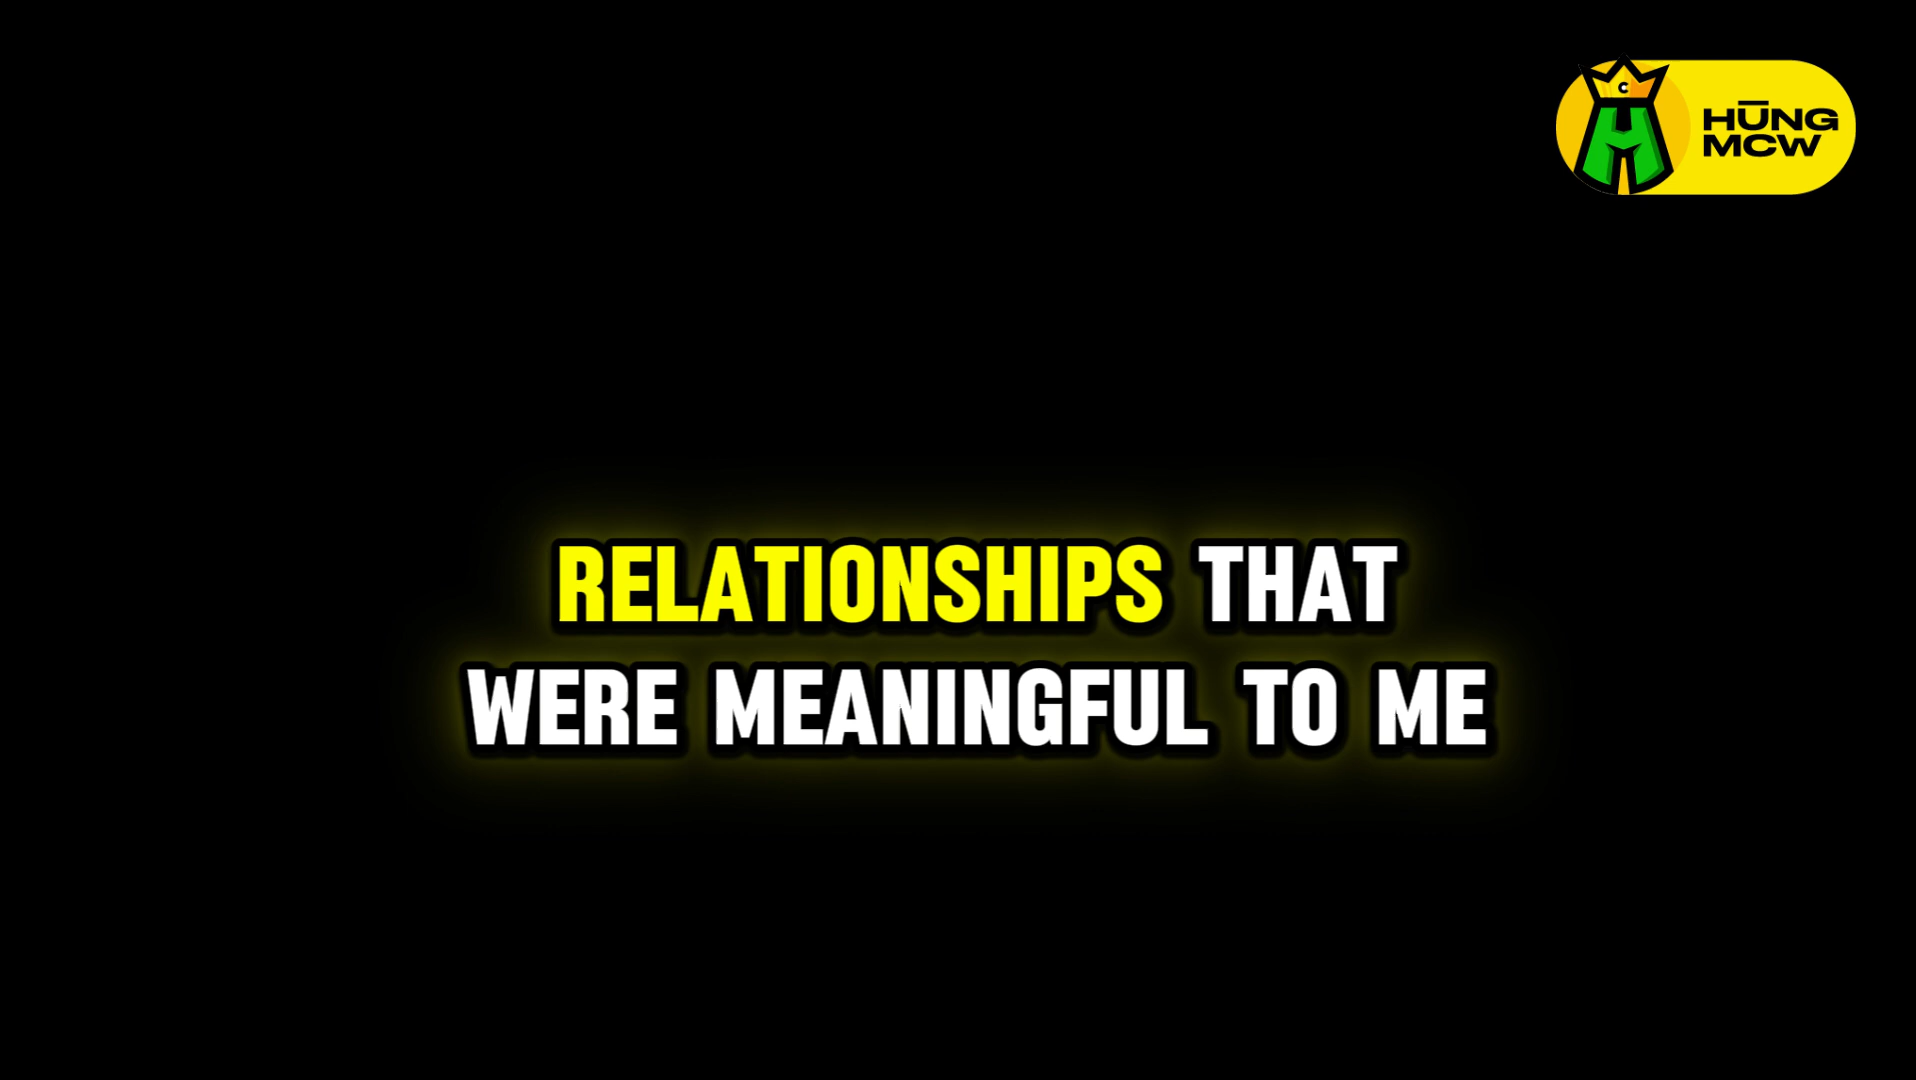 C
HŪNG
MCW
RELATIONSHIPS THAT
WERE MEANINGFUL TO ME